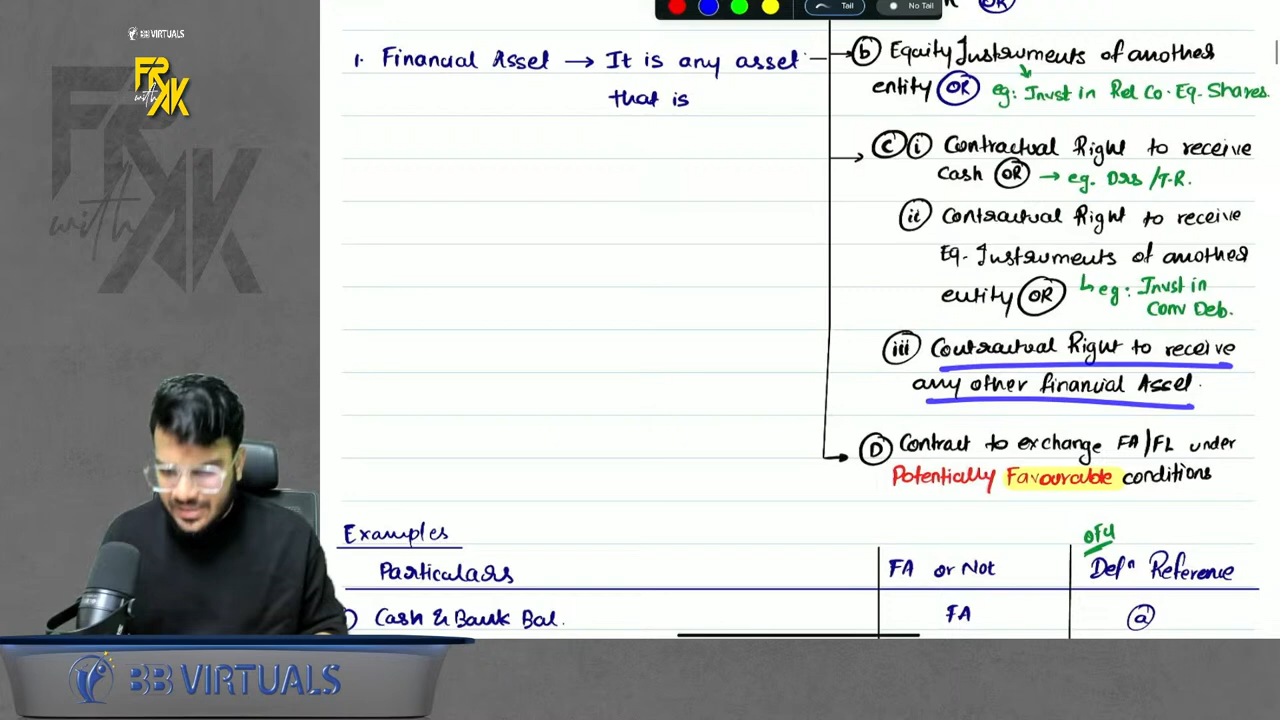 BB VIRTUALS
FR
with
AK
Tail
No Tail
OR
1. Financial Asset → It is any asset
that is
(b) Equity Instruments of another
entity OR eg: Invst in Rel Co. Eq. Shares.
(C) (i) Contractual Right to receive
cash OR → eg. Drs / T.R.
(ii) Contractual Right to receive
Eq. Instruments of another
entity OR eg: Invst in
Conv Deb.
(iii) Contractual Right to receive
any other financial Asset.
(D) Contract to exchange FA/FL under
Potentially Favourable conditions
Examples
Particulars FA or Not Defⁿ Reference
Cash & Bank Bal. FA (a)
BB VIRTUALS